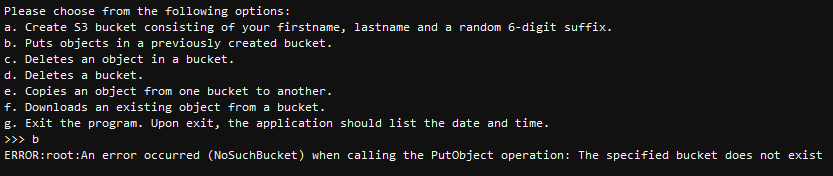 Please choose from the following options:
a. Create S3 bucket consisting of your firstname, lastname and a random 6-digit suffix.
b. Puts objects in a previously created bucket.
c. Deletes an object in a bucket.
d. Deletes a bucket.
e. Copies an object from one bucket to another.
f. Downloads an existing object from a bucket.
g. Exit the program. Upon exit, the application should list the date and time.
>>> b
ERROR:root:An error occurred (NoSuchBucket) when calling the PutObject operation: The specified bucket does not exist